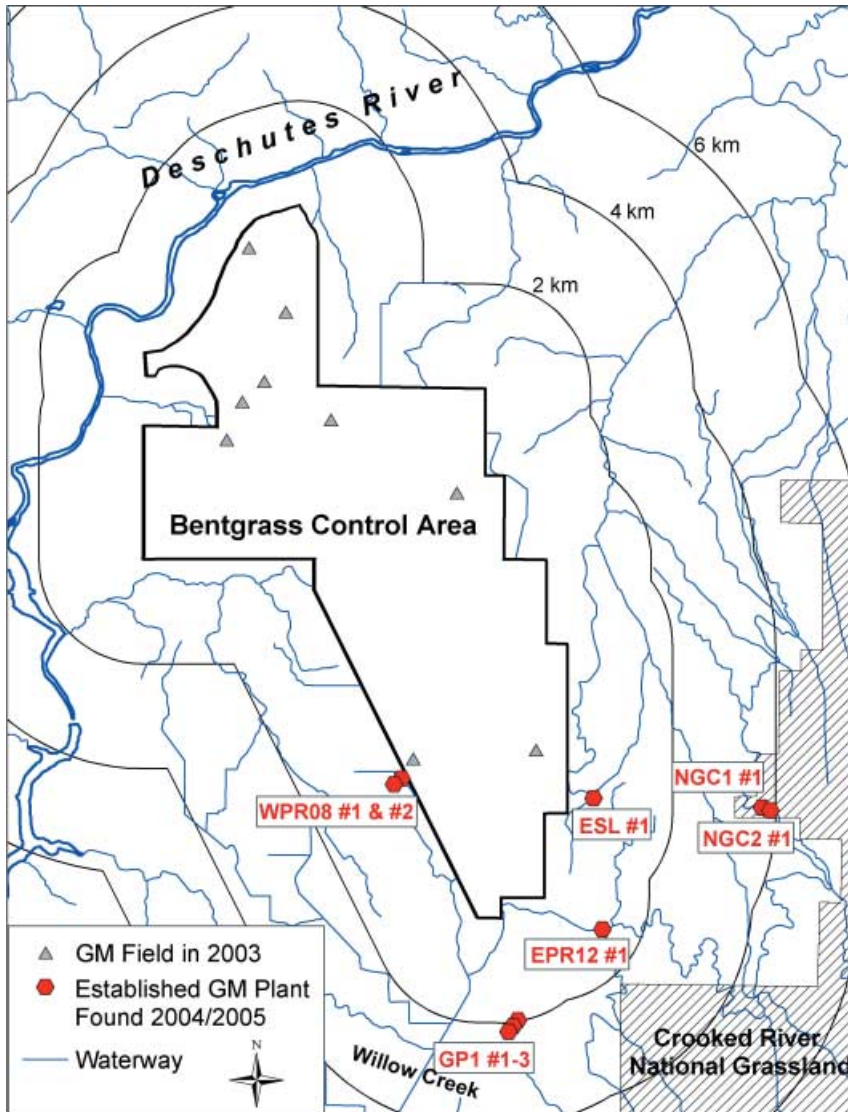 Deschutes River
6 km
4 km
2 km
Bentgrass Control Area
NGC1 #1
WPR08 #1 & #2
ESL #1
NGC2 #1
EPR12 #1
GP1 #1-3
Willow Creek
Crooked River
National Grassland
GM Field in 2003
Established GM Plant
Found 2004/2005
Waterway
N